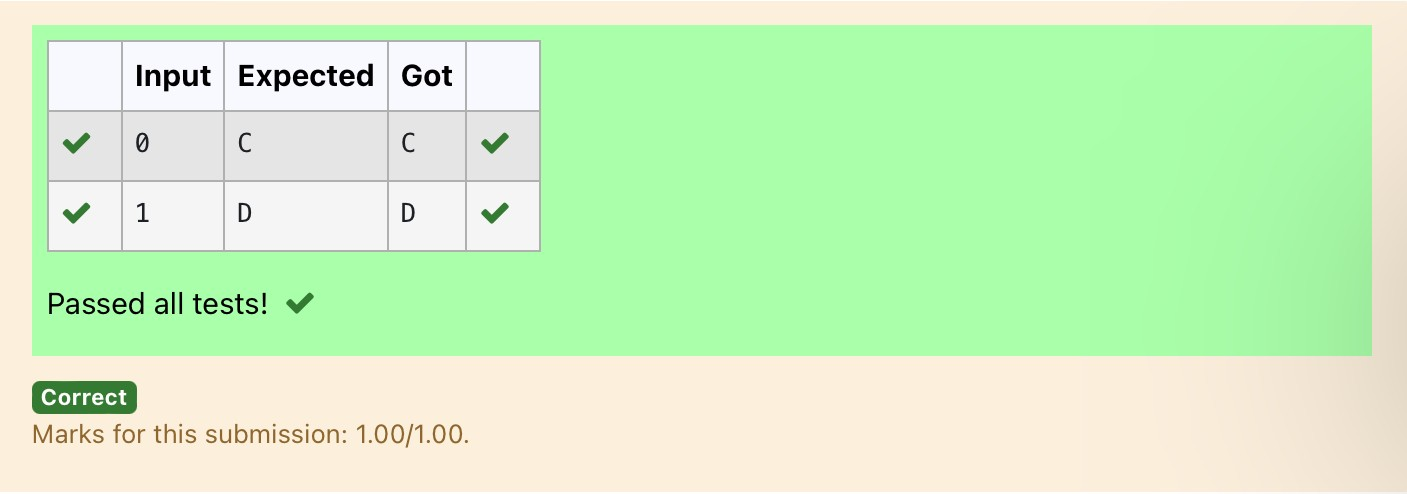 Input Expected Got
0 C C
1 D D
Passed all tests!
Correct
Marks for this submission: 1.00/1.00.